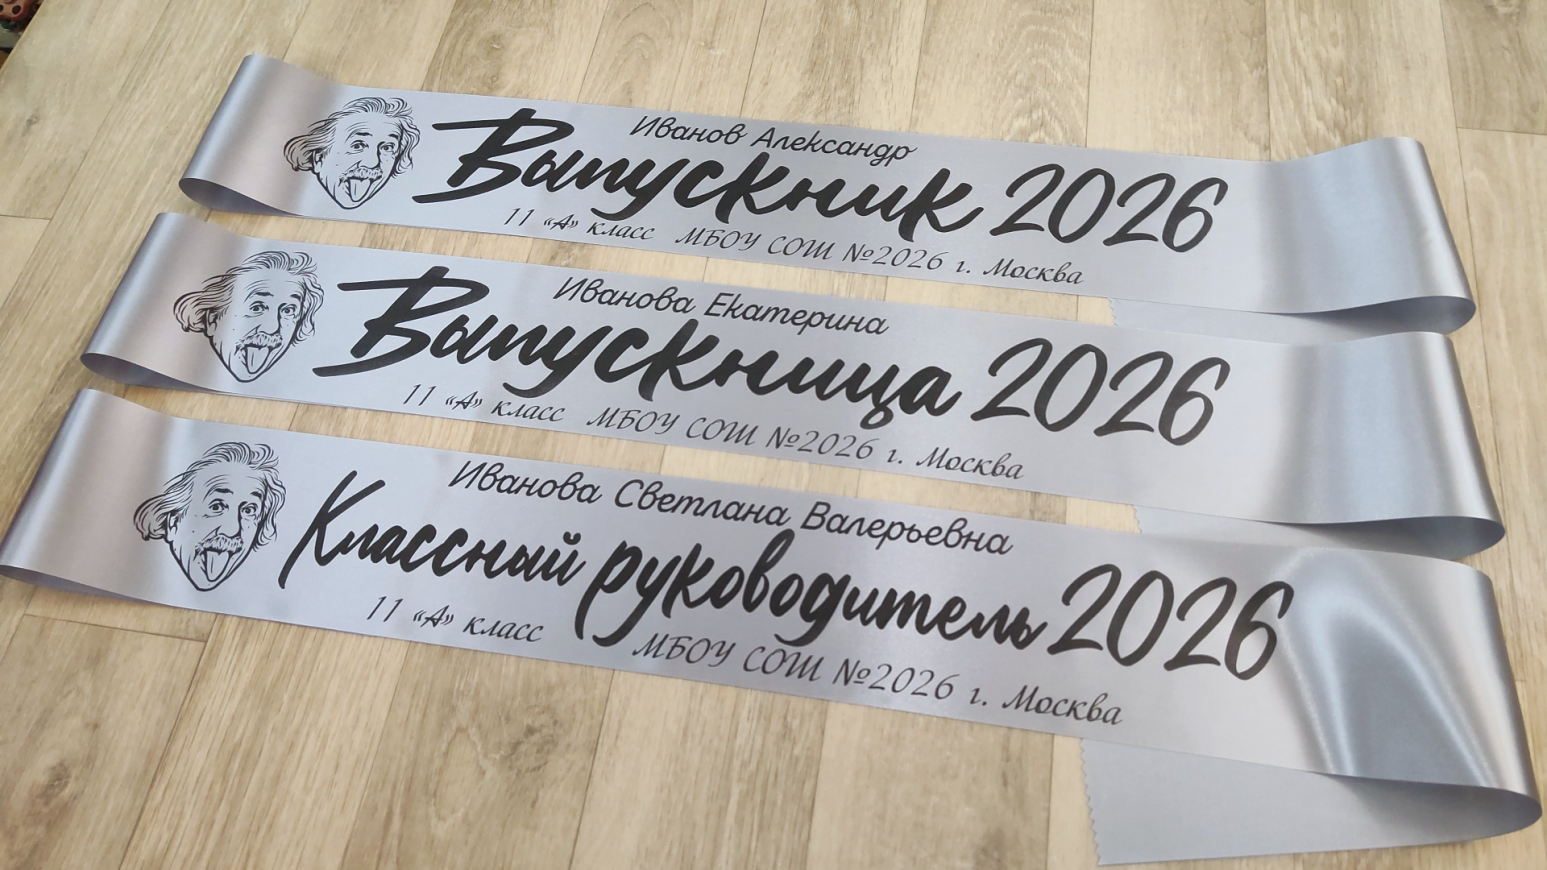 Иванов Александр
Выпускник 2026
11 «А» класс МБОУ СОШ №2026 г. Москва
Иванова Екатерина
Выпускница 2026
11 «А» класс МБОУ СОШ №2026 г. Москва
Иванова Светлана Валерьевна
Классный руководитель 2026
11 «А» класс МБОУ СОШ №2026 г. Москва